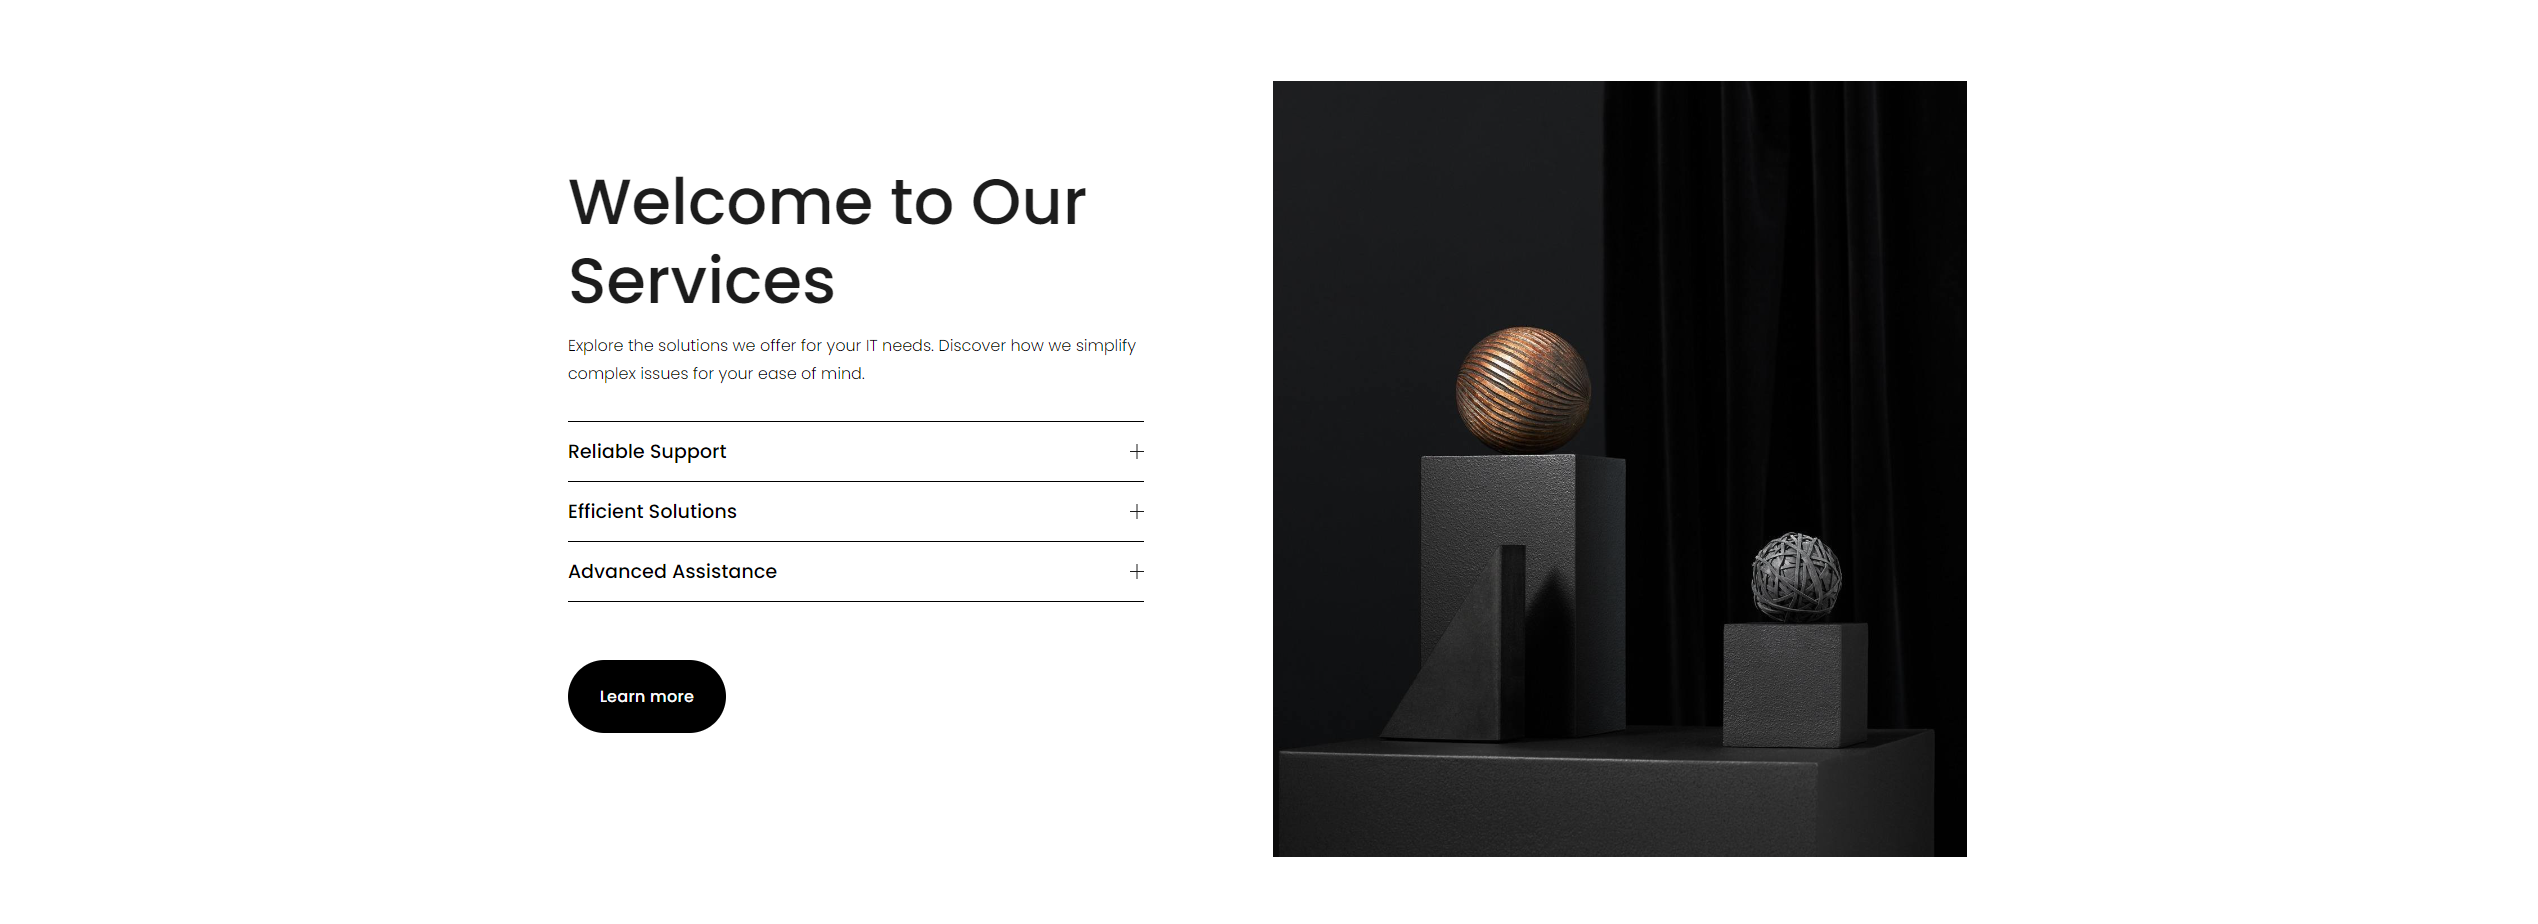 Welcome to Our
Services
Explore the solutions we offer for your IT needs. Discover how we simplify
complex issues for your ease of mind.
Reliable Support
Efficient Solutions
Advanced Assistance
Learn more